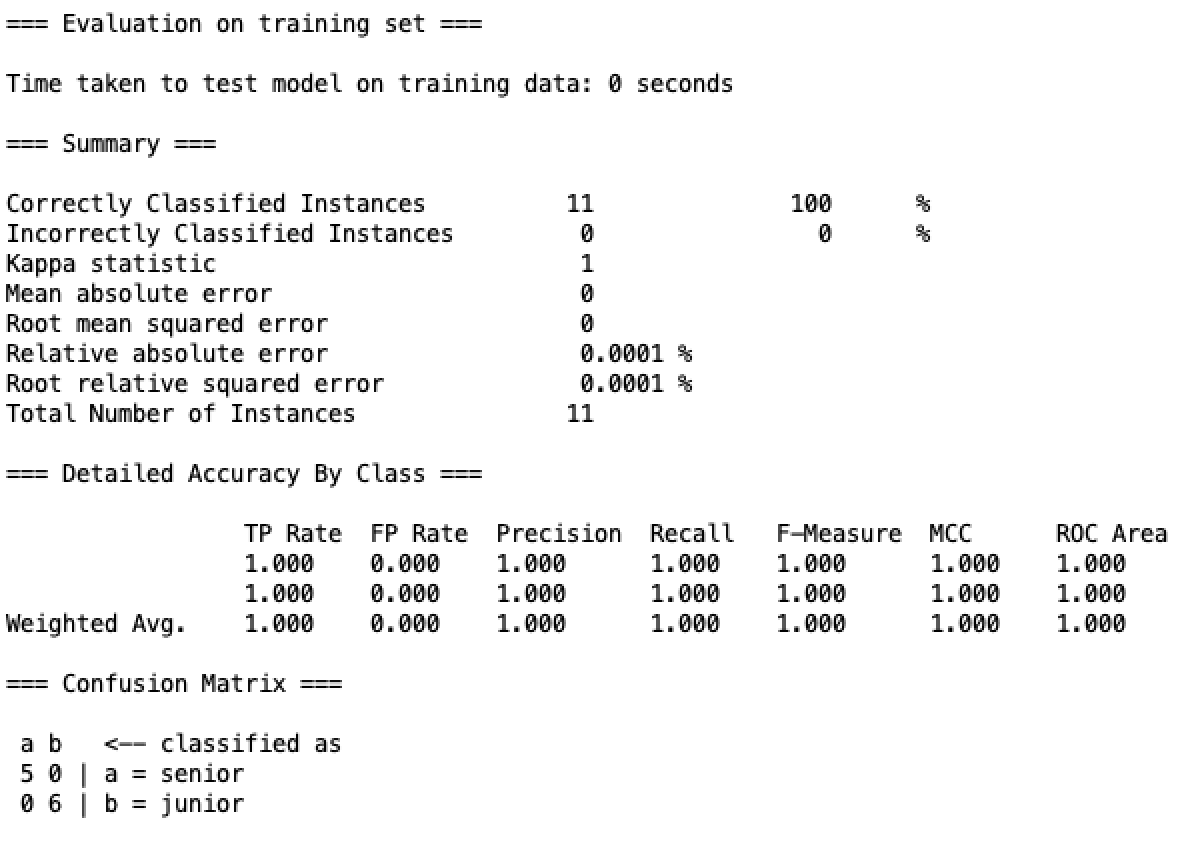 === Evaluation on training set ===
Time taken to test model on training data: 0 seconds
=== Summary ===
Correctly Classified Instances          11              100      %
Incorrectly Classified Instances         0                0      %
Kappa statistic                          1
Mean absolute error                      0
Root mean squared error                  0
Relative absolute error                  0.0001 %
Root relative squared error              0.0001 %
Total Number of Instances               11
=== Detailed Accuracy By Class ===
                 TP Rate  FP Rate  Precision  Recall   F-Measure  MCC      ROC Area
                 1.000    0.000    1.000      1.000    1.000      1.000    1.000
                 1.000    0.000    1.000      1.000    1.000      1.000    1.000
Weighted Avg.    1.000    0.000    1.000      1.000    1.000      1.000    1.000
=== Confusion Matrix ===
 a b   <-- classified as
 5 0 | a = senior
 0 6 | b = junior